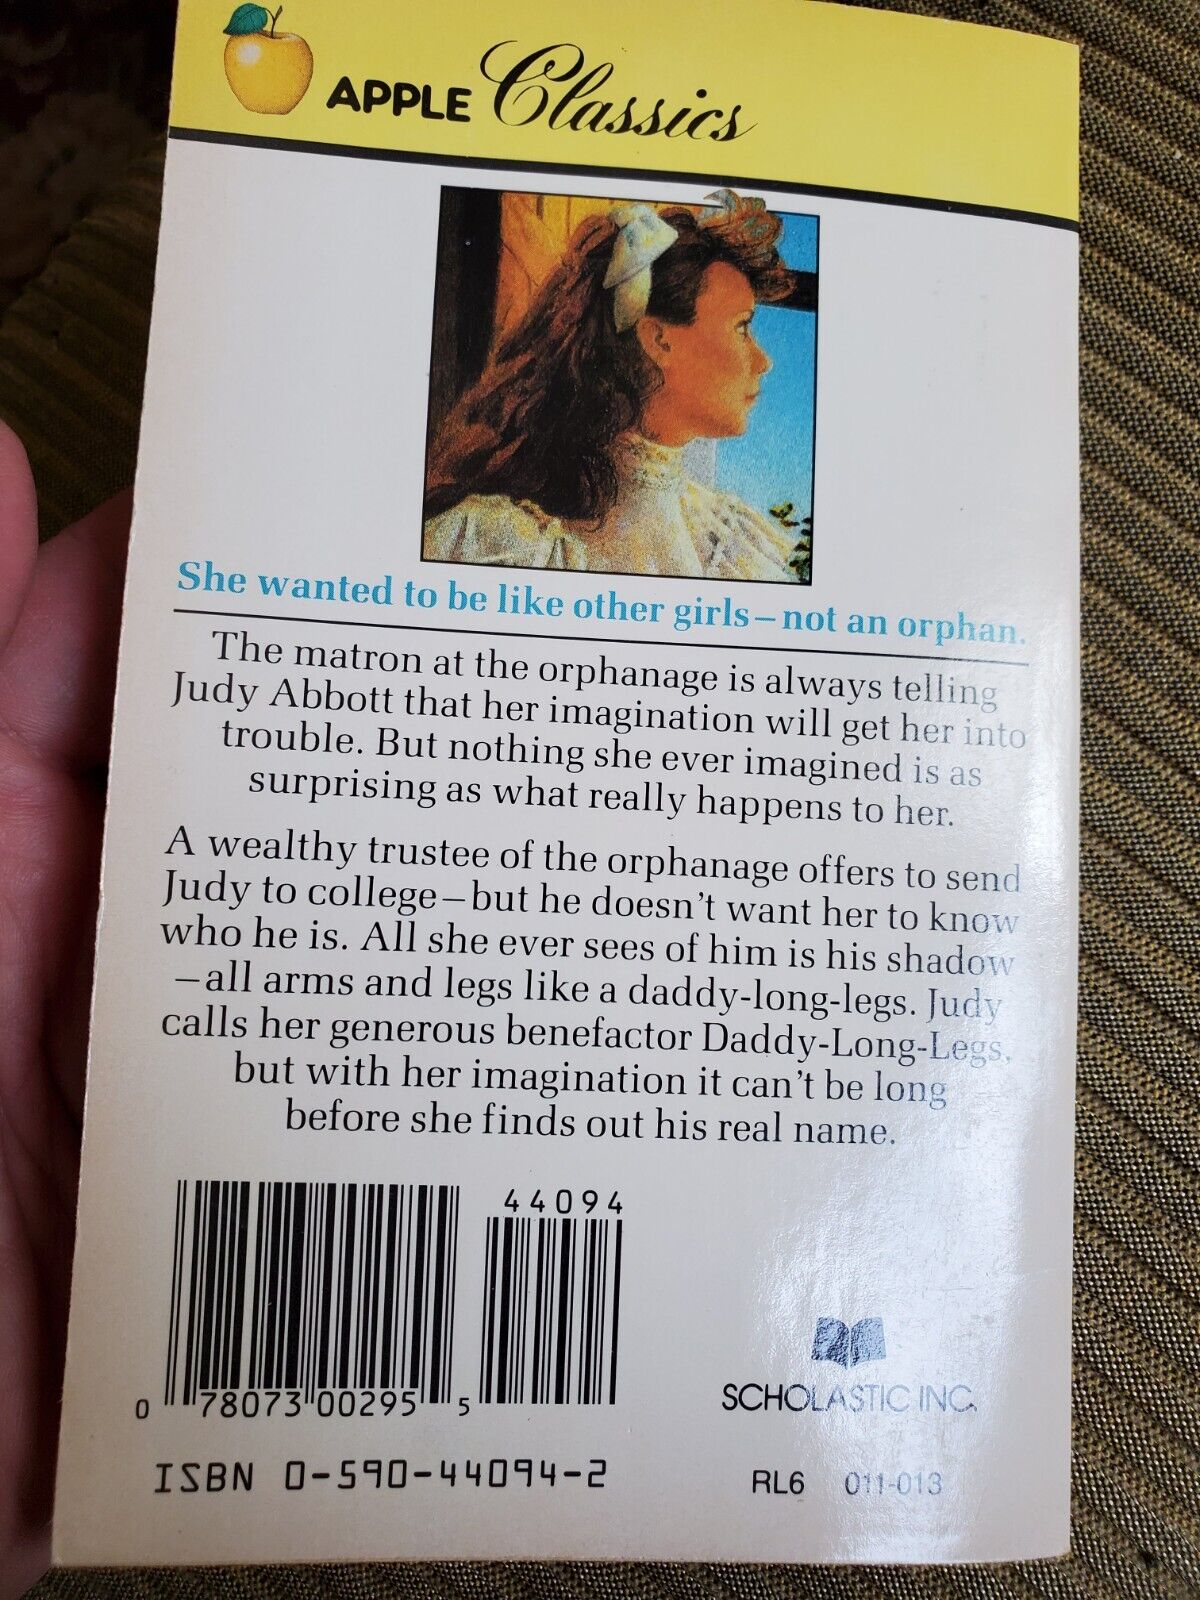 APPLE Classics
She wanted to be like other girls—not an orphan.
The matron at the orphanage is always telling
Judy Abbott that her imagination will get her into
trouble. But nothing she ever imagined is as
surprising as what really happens to her.
A wealthy trustee of the orphanage offers to send
Judy to college—but he doesn't want her to know
who he is. All she ever sees of him is his shadow
—all arms and legs like a daddy-long-legs. Judy
calls her generous benefactor Daddy-Long-Legs,
but with her imagination it can't be long
before she finds out his real name.
44094
0 78073 00295 5
SCHOLASTIC INC.
ISBN 0-590-44094-2
RL6 011-013